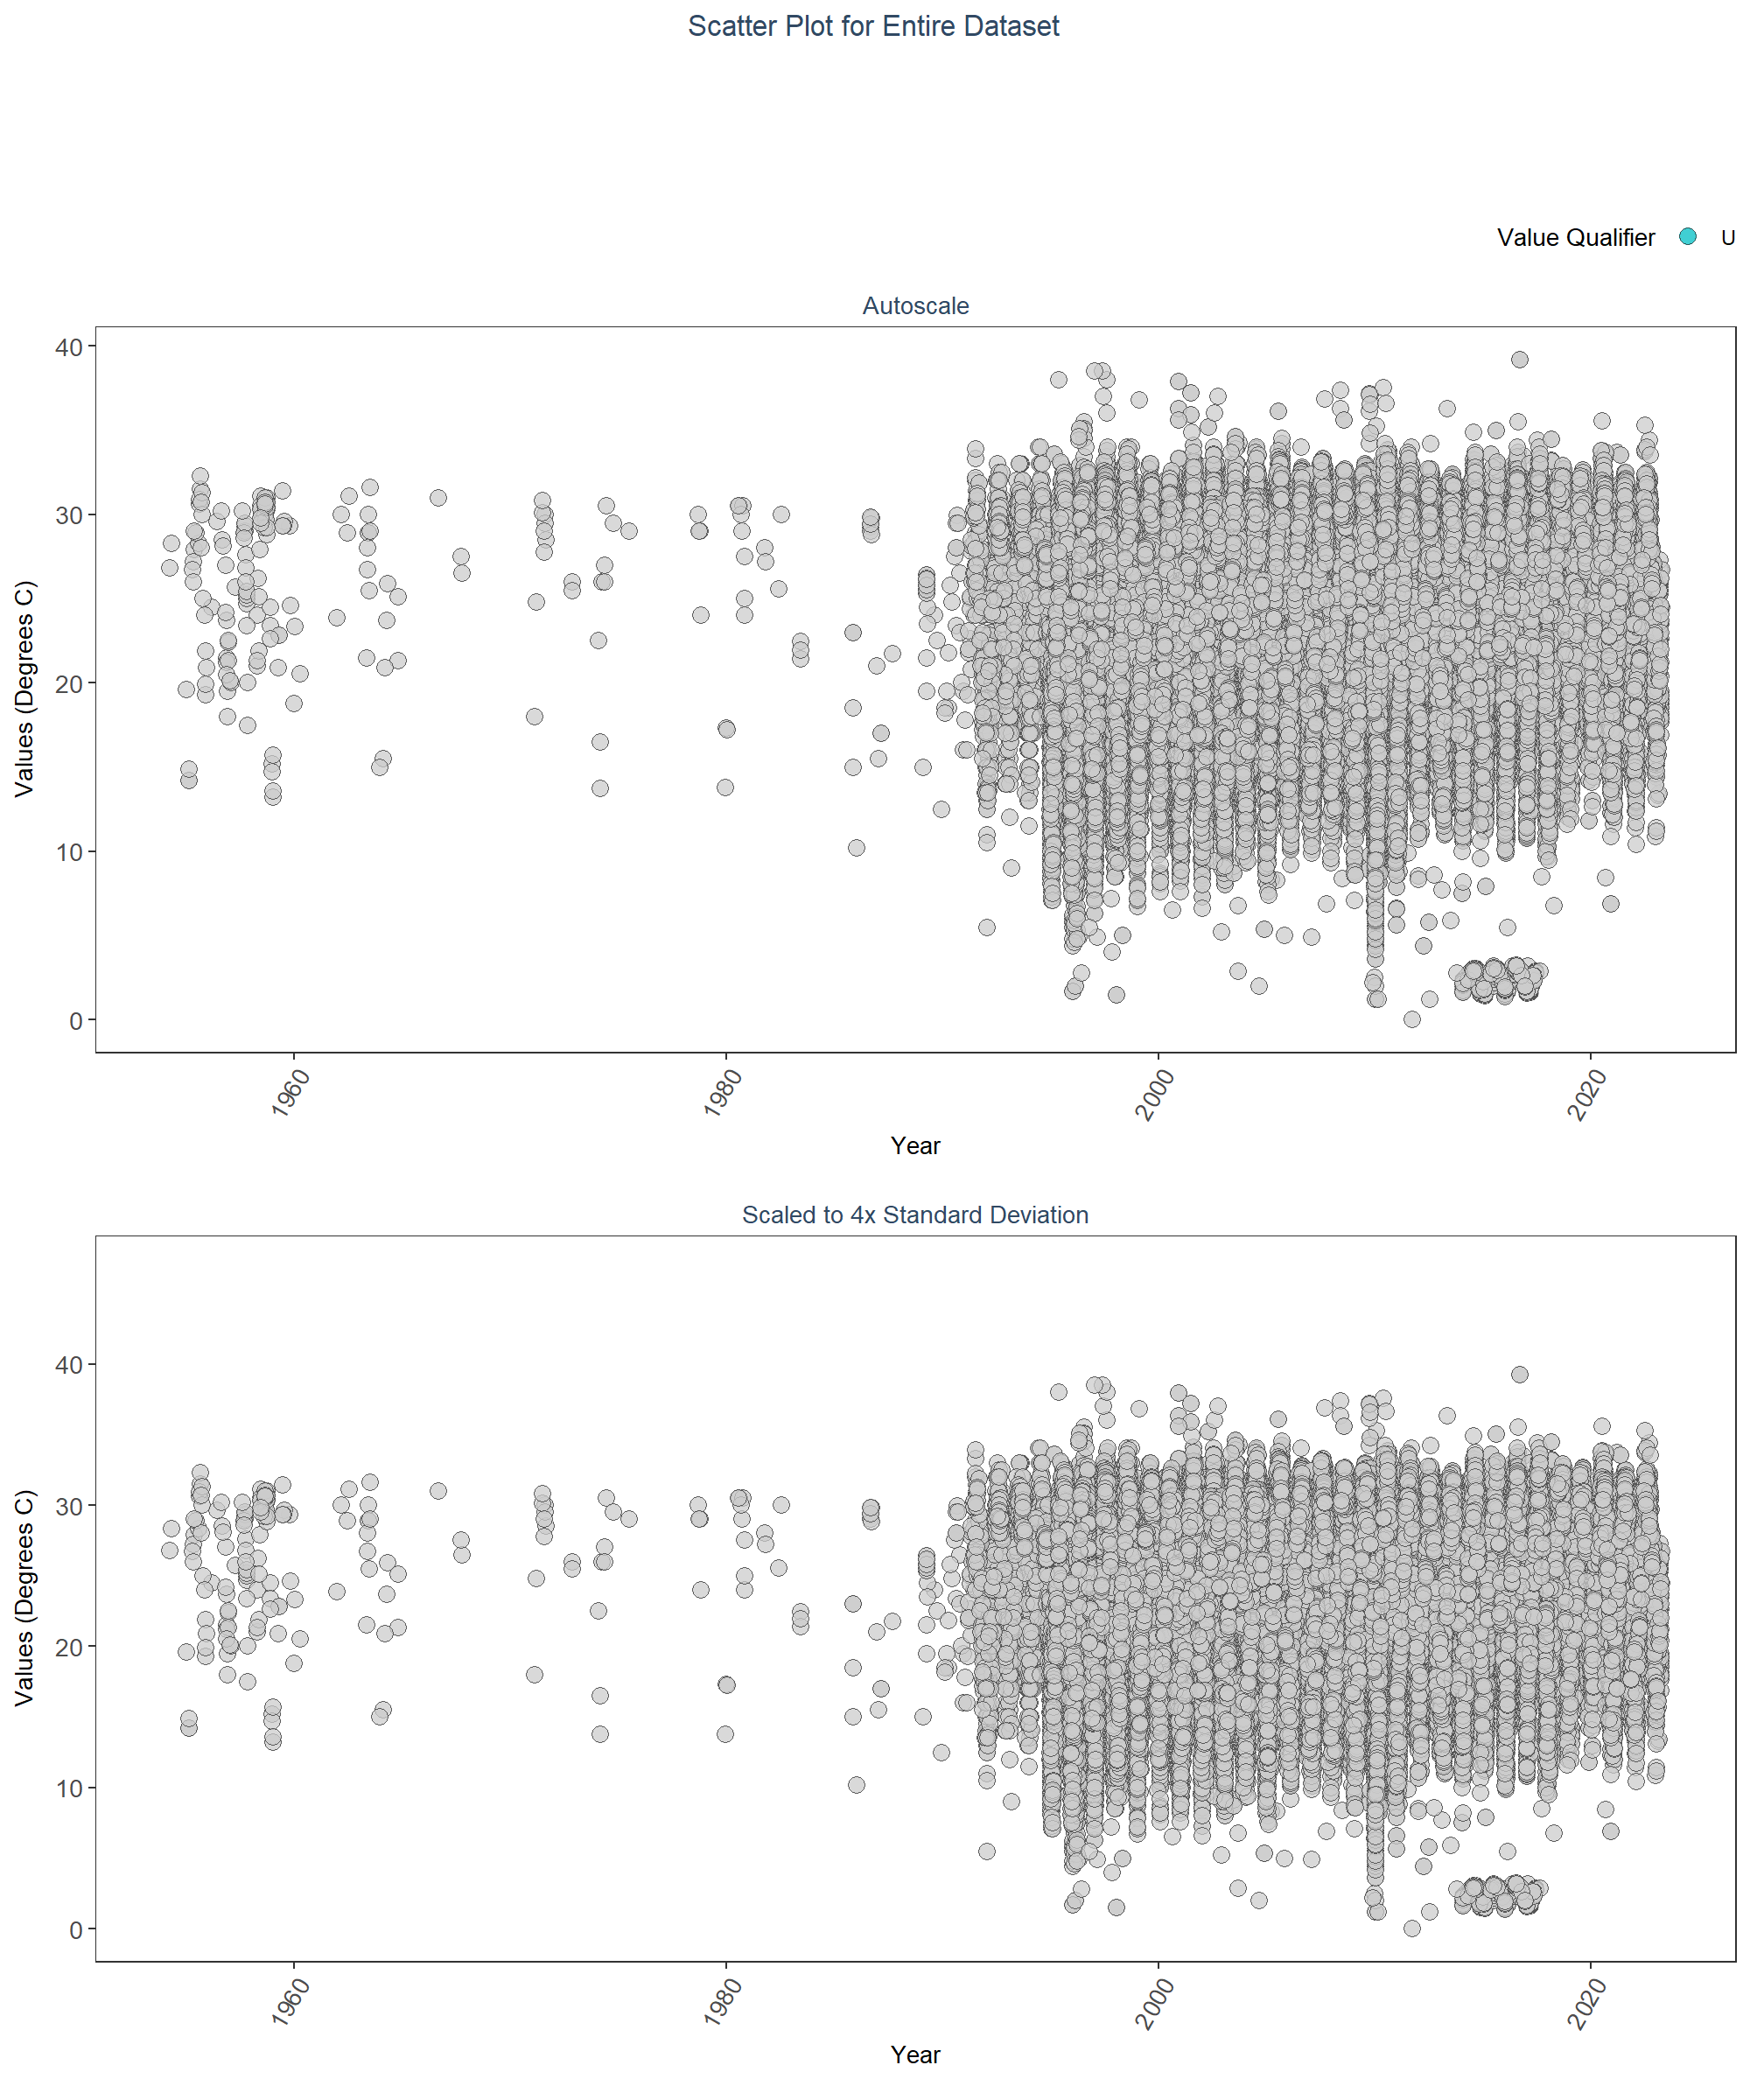 Scatter Plot for Entire Dataset
Value Qualifier U
Autoscale
40
30
20
10
0
Values (Degrees C)
1960 1980 2000 2020
Year
Scaled to 4x Standard Deviation
40
30
20
10
0
Values (Degrees C)
1960 1980 2000 2020
Year